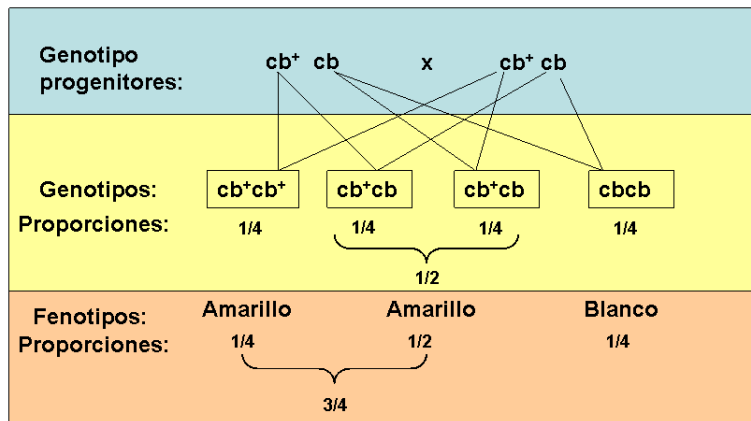 Genotipo
progenitores:
cb⁺ cb x cb⁺ cb
Genotipos: cb⁺cb⁺ cb⁺cb cb⁺cb cbcb
Proporciones: 1/4 1/4 1/4 1/4
1/2
Fenotipos: Amarillo Amarillo Blanco
Proporciones: 1/4 1/2 1/4
3/4